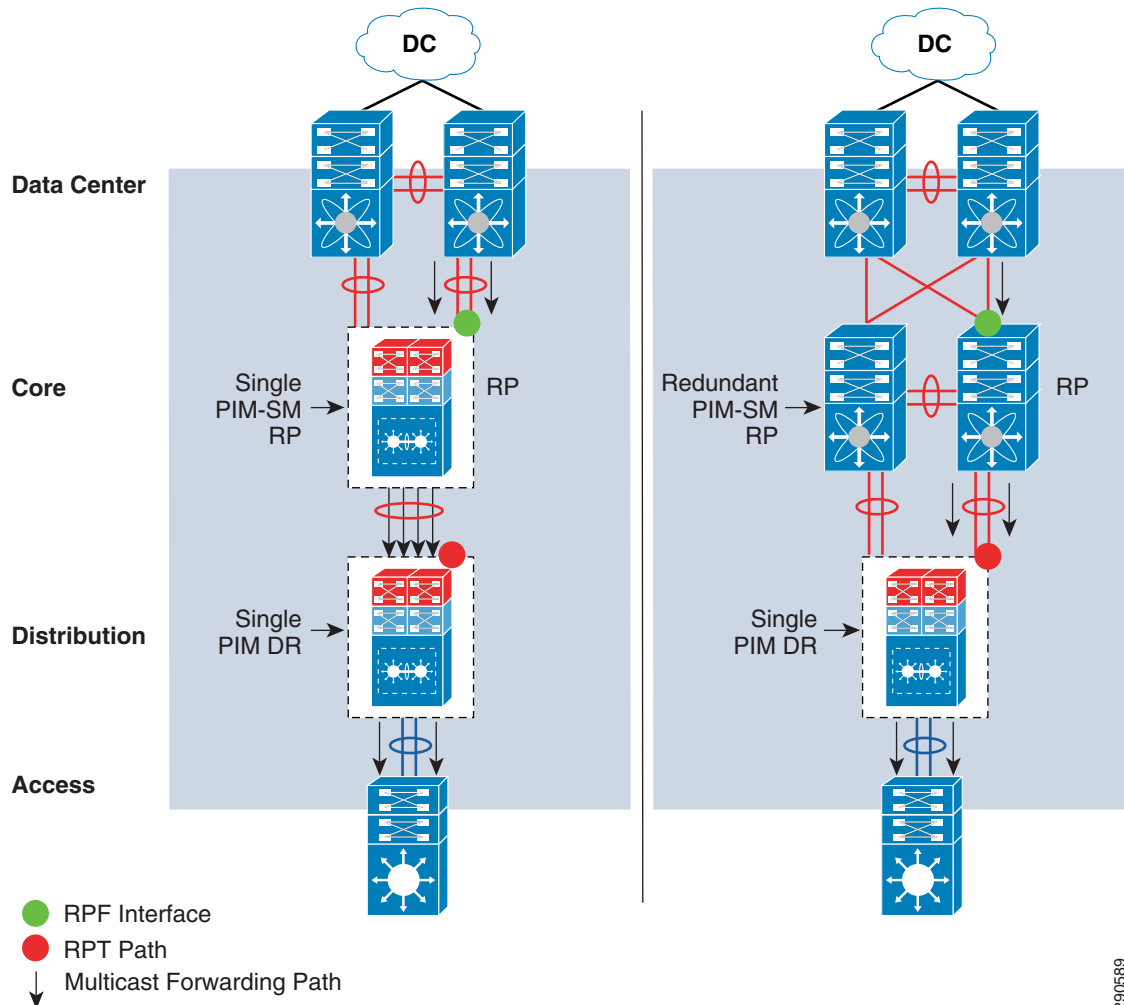 DC
DC
Data Center
Core
Single
PIM-SM
RP
RP
Redundant
PIM-SM
RP
RP
Distribution
Single
PIM DR
Single
PIM DR
Access
RPF Interface
RPT Path
Multicast Forwarding Path
290589